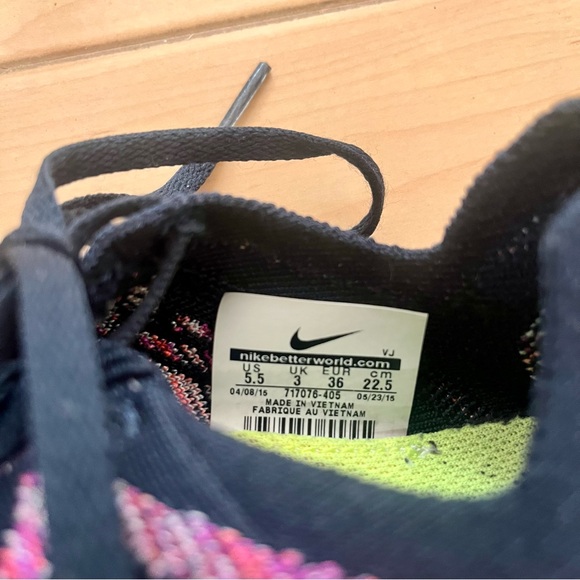 VJ
nikebetterworld.com
US UK EUR cm
5.5 3 36 22.5
04/08/15 717076-405 06/23/15
MADE IN VIETNAM
FABRIQUE AU VIETNAM